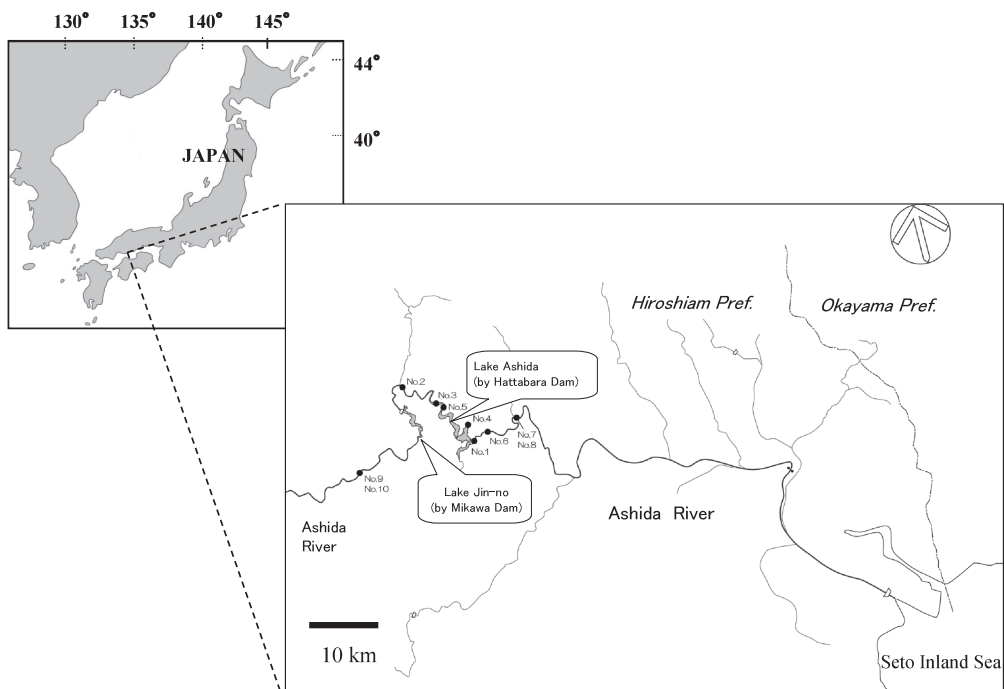 130° 135° 140° 145°
44°
40°
JAPAN
Hiroshiam Pref.
Okayama Pref.
Lake Ashida
(by Hattabara Dam)
No.2
No.3
No.5
No.4
No.6
No.7
No.8
No.1
No.9
No.10
Lake Jin-no
(by Mikawa Dam)
Ashida
River
Ashida River
10 km
Seto Inland Sea